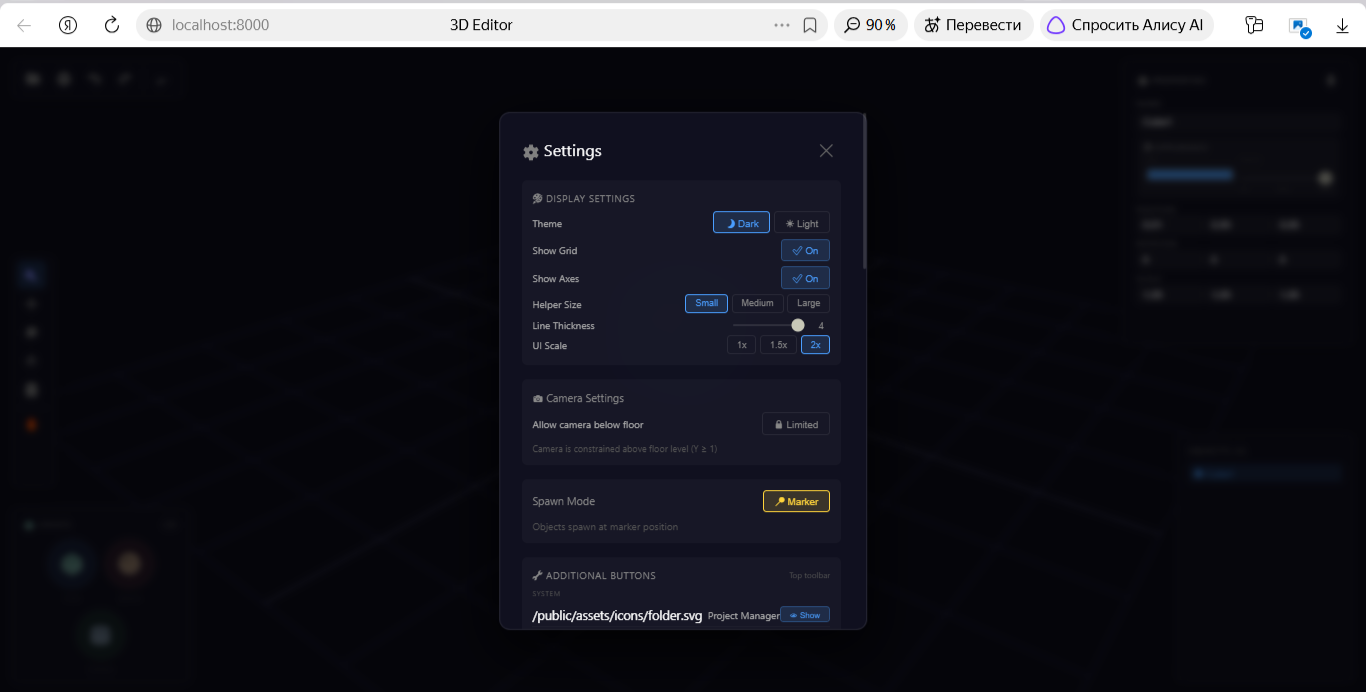 localhost:8000 3D Editor 90 % Перевести Спросить Алису AI
Settings
DISPLAY SETTINGS
Theme Dark Light
Show Grid On
Show Axes On
Helper Size Small Medium Large
Line Thickness 4
UI Scale 1x 1.5x 2x
Camera Settings
Allow camera below floor Limited
Camera is constrained above floor level (Y ≥ 1)
Spawn Mode Marker
Objects spawn at marker position
ADDITIONAL BUTTONS Top toolbar
SYSTEM
/public/assets/icons/folder.svg Project Manager Show